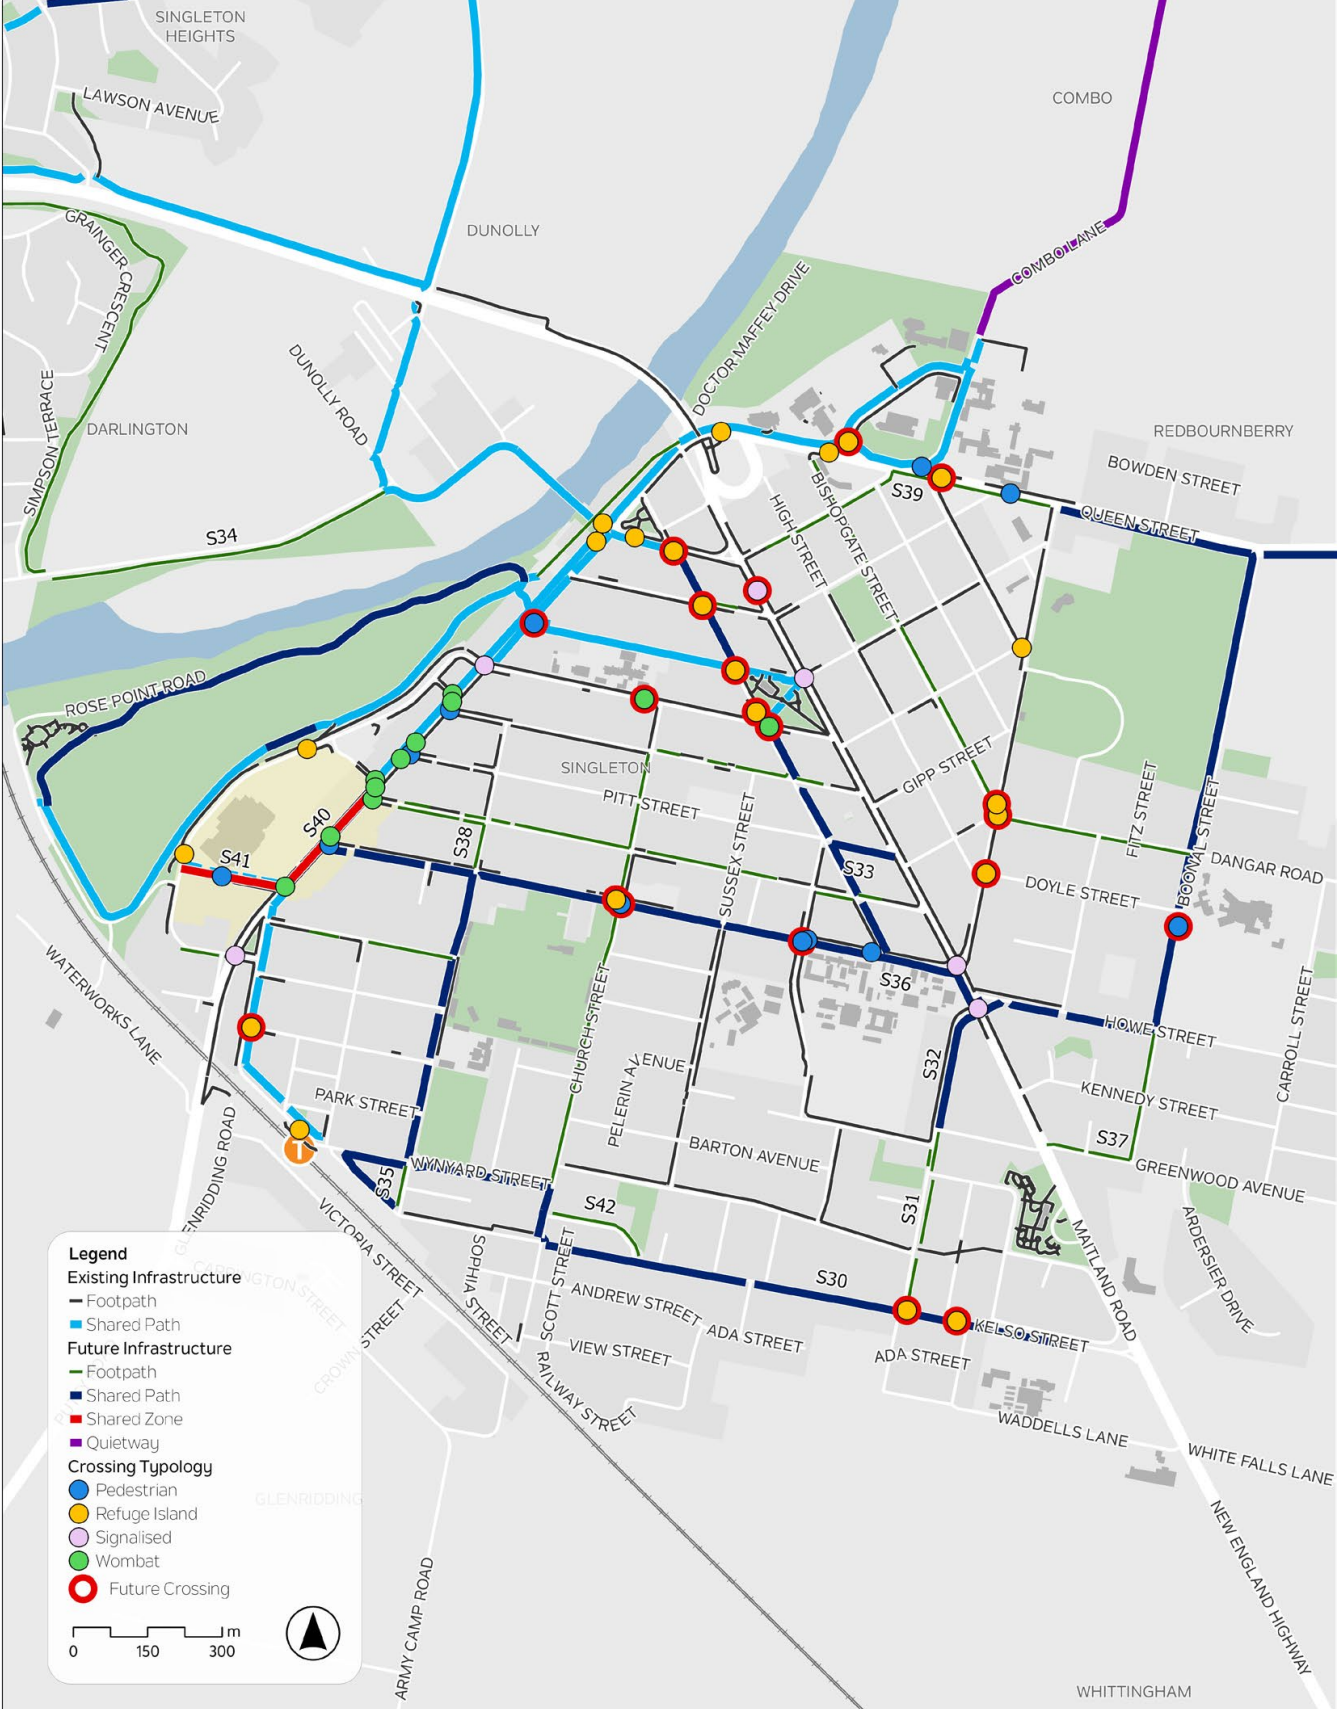 SINGLETON
HEIGHTS
LAWSON AVENUE
COMBO
DUNOLLY
GRAINGER CRESCENT
COMBO LANE
DOCTOR MAFFEY DRIVE
DUNOLLY ROAD
SIMPSON TERRACE
DARLINGTON
REDBOURNBERRY
BOWDEN STREET
S39
QUEEN STREET
HIGH STREET
BISHOPGATE STREET
S34
ROSE POINT ROAD
SINGLETON
GIPP STREET
PITT STREET
FITZ STREET
BOONAL STREET
SUSSEX STREET
S40
S38
S41
S33
DANGAR ROAD
DOYLE STREET
WATERWORKS LANE
S36
CARROLL STREET
CHURCH STREET
HOWE STREET
S32
PELERIN AVENUE
KENNEDY STREET
PARK STREET
GLENRIDDING ROAD
BARTON AVENUE
S37
GREENWOOD AVENUE
WYNYARD STREET
S35
S42
S31
VICTORIA STREET
MAITLAND ROAD
ARDERSIER DRIVE
SOPHIA STREET
SCOTT STREET
S30
ANDREW STREET
ADA STREET
KELSO STREET
CARRINGTON STREET
CROWN STREET
VIEW STREET
ADA STREET
RAILWAY STREET
WADDELLS LANE
WHITE FALLS LANE
NEW ENGLAND HIGHWAY
GLENRIDDING
ARMY CAMP ROAD
WHITTINGHAM
T
Legend
Existing Infrastructure
Footpath
Shared Path
Future Infrastructure
Footpath
Shared Path
Shared Zone
Quietway
Crossing Typology
Pedestrian
Refuge Island
Signalised
Wombat
Future Crossing
m
0 150 300